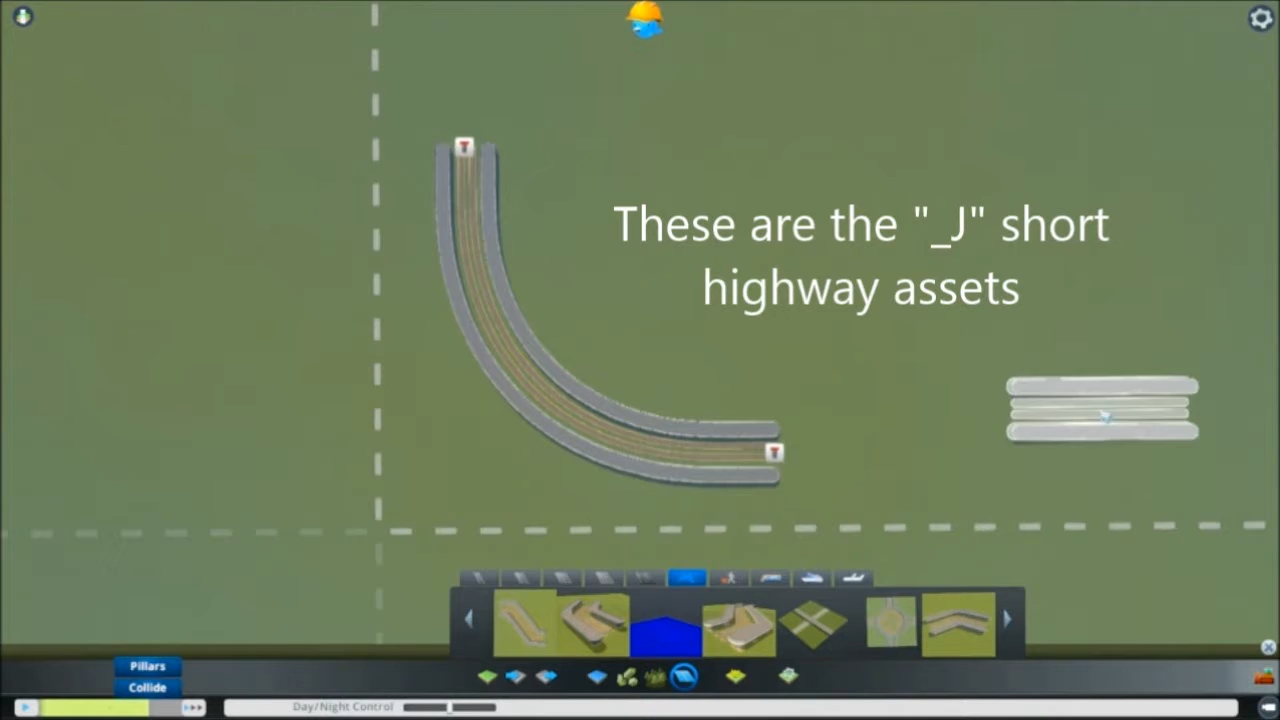 These are the "_J" short
highway assets
Pillars
Collide
Day/Night Control